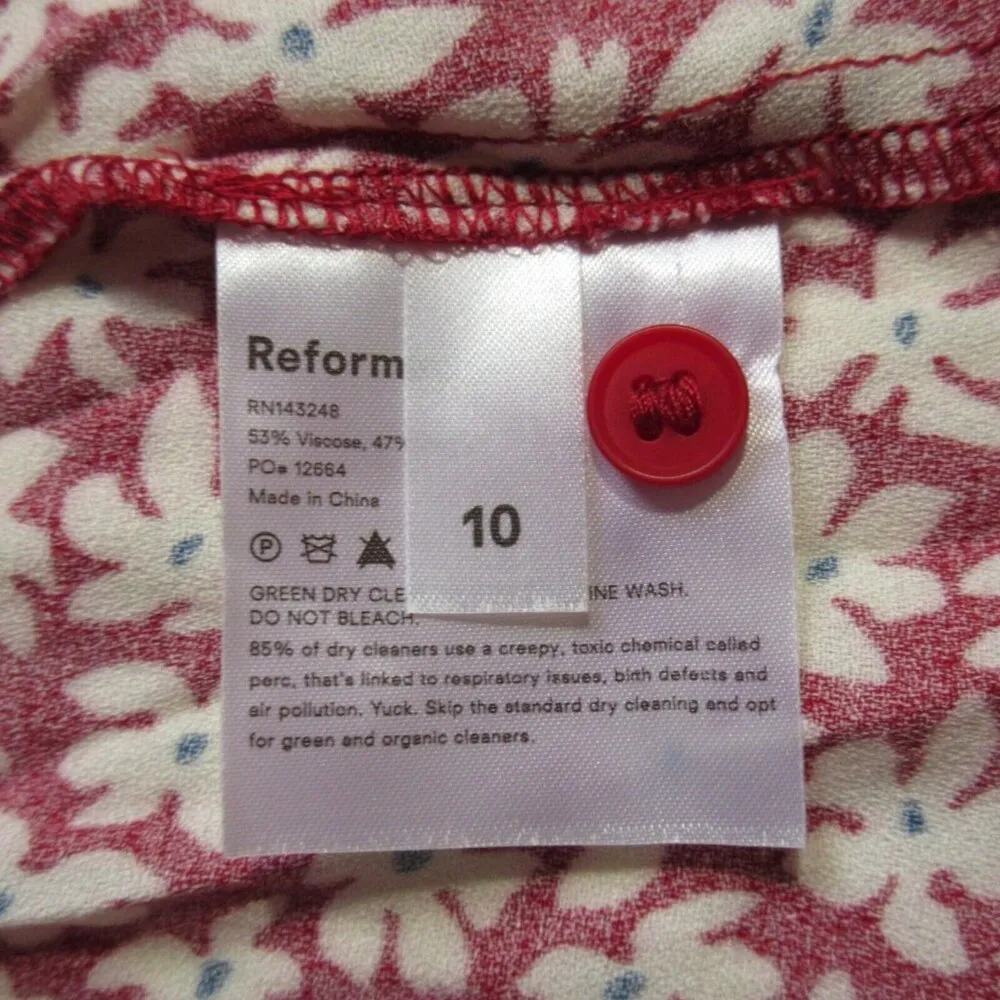 Reform
RN143248
53% Viscose, 47%
PO# 12664
Made in China
10
P
GREEN DRY CLE INE WASH.
DO NOT BLEACH.
85% of dry cleaners use a creepy, toxic chemical called
perc, that's linked to respiratory issues, birth defects and
air pollution. Yuck. Skip the standard dry cleaning and opt
for green and organic cleaners.